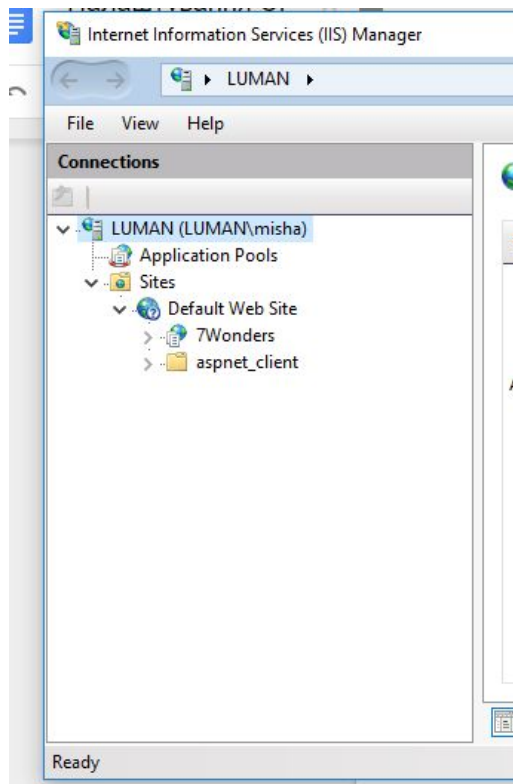 Internet Information Services (IIS) Manager
LUMAN
File View Help
Connections
LUMAN (LUMAN\misha)
Application Pools
Sites
Default Web Site
7Wonders
aspnet_client
Ready